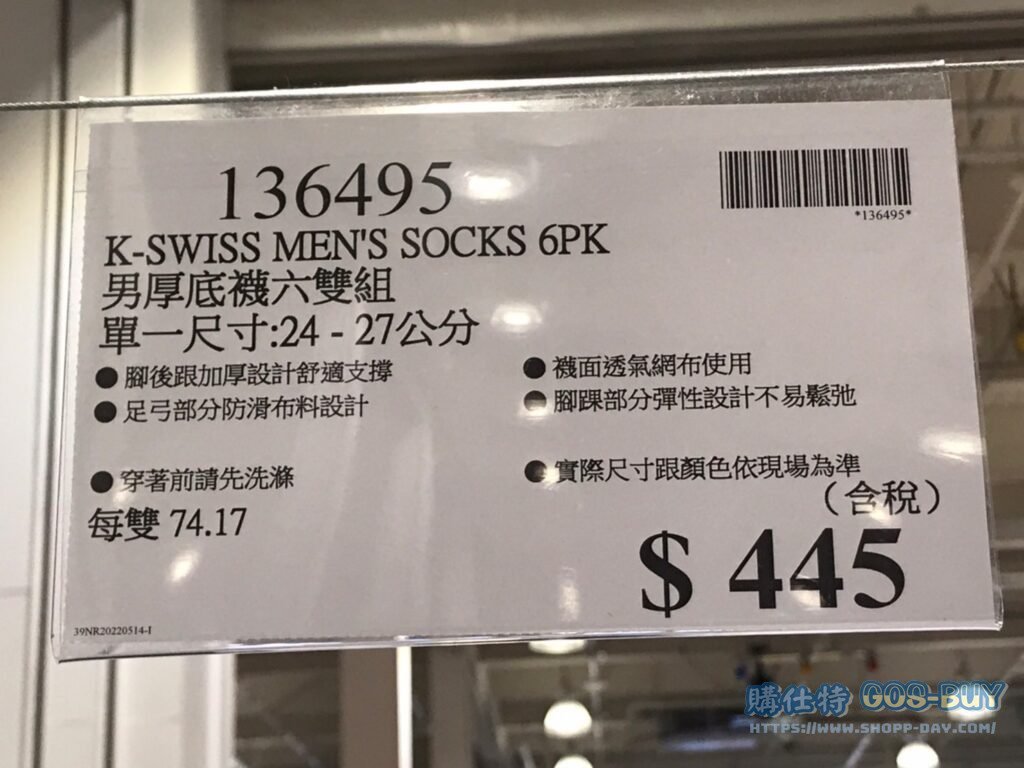 136495
*136495*
K-SWISS MEN'S SOCKS 6PK
男厚底襪六雙組
單一尺寸:24 - 27公分
● 腳後跟加厚設計舒適支撐
● 襪面透氣網布使用
● 足弓部分防滑布料設計
● 腳踝部分彈性設計不易鬆弛
● 穿著前請先洗滌
● 實際尺寸跟顏色依現場為準
每雙 74.17
（含稅）
$ 445
39NR20220514-I
購仕特 GOS-BUY
HTTPS://WWW.SHOPP-DAY.COM/